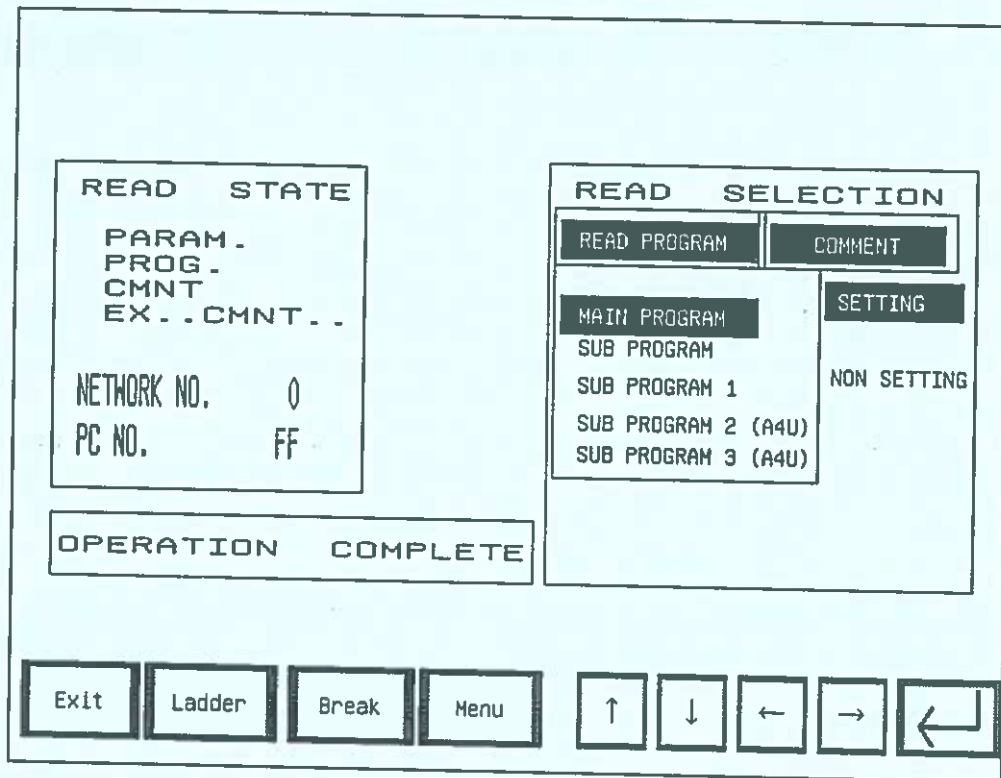 READ STATE
PARAM.
PROG.
CMNT
EX..CMNT..
NETWORK NO. 0
PC NO. FF
OPERATION COMPLETE
READ SELECTION
READ PROGRAM COMMENT
MAIN PROGRAM
SUB PROGRAM
SUB PROGRAM 1
SUB PROGRAM 2 (A4U)
SUB PROGRAM 3 (A4U)
SETTING
NON SETTING
Exit Ladder Break Menu ↑ ↓ ← →